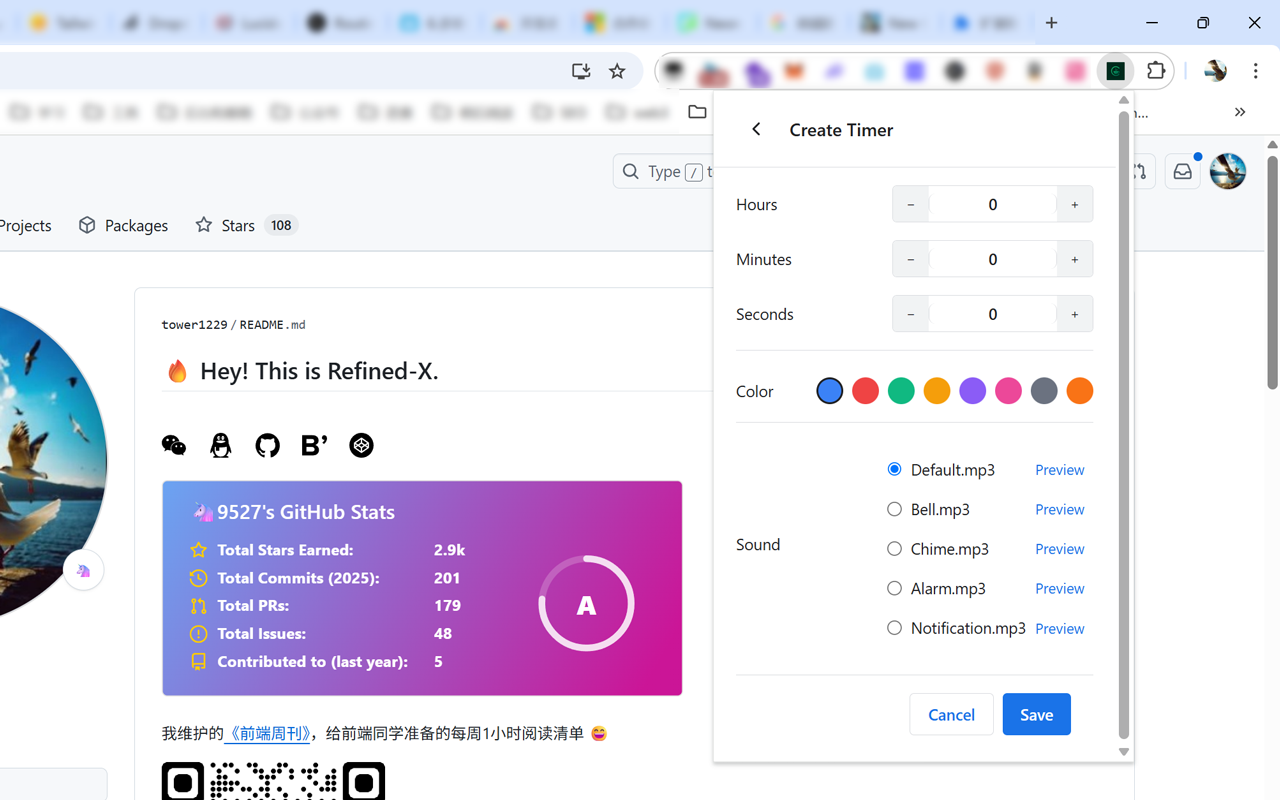 Type / t
n...
Projects
Packages
Stars 108
tower1229 / README.md
🔥 Hey! This is Refined-X.
🦄 9527's GitHub Stats
Total Stars Earned: 2.9k
Total Commits (2025): 201
Total PRs: 179
Total Issues: 48
Contributed to (last year): 5
A
我维护的《前端周刊》，给前端同学准备的每周1小时阅读清单 😄
Create Timer
Hours − 0 +
Minutes − 0 +
Seconds − 0 +
Color
Sound
Default.mp3 Preview
Bell.mp3 Preview
Chime.mp3 Preview
Alarm.mp3 Preview
Notification.mp3 Preview
Cancel Save